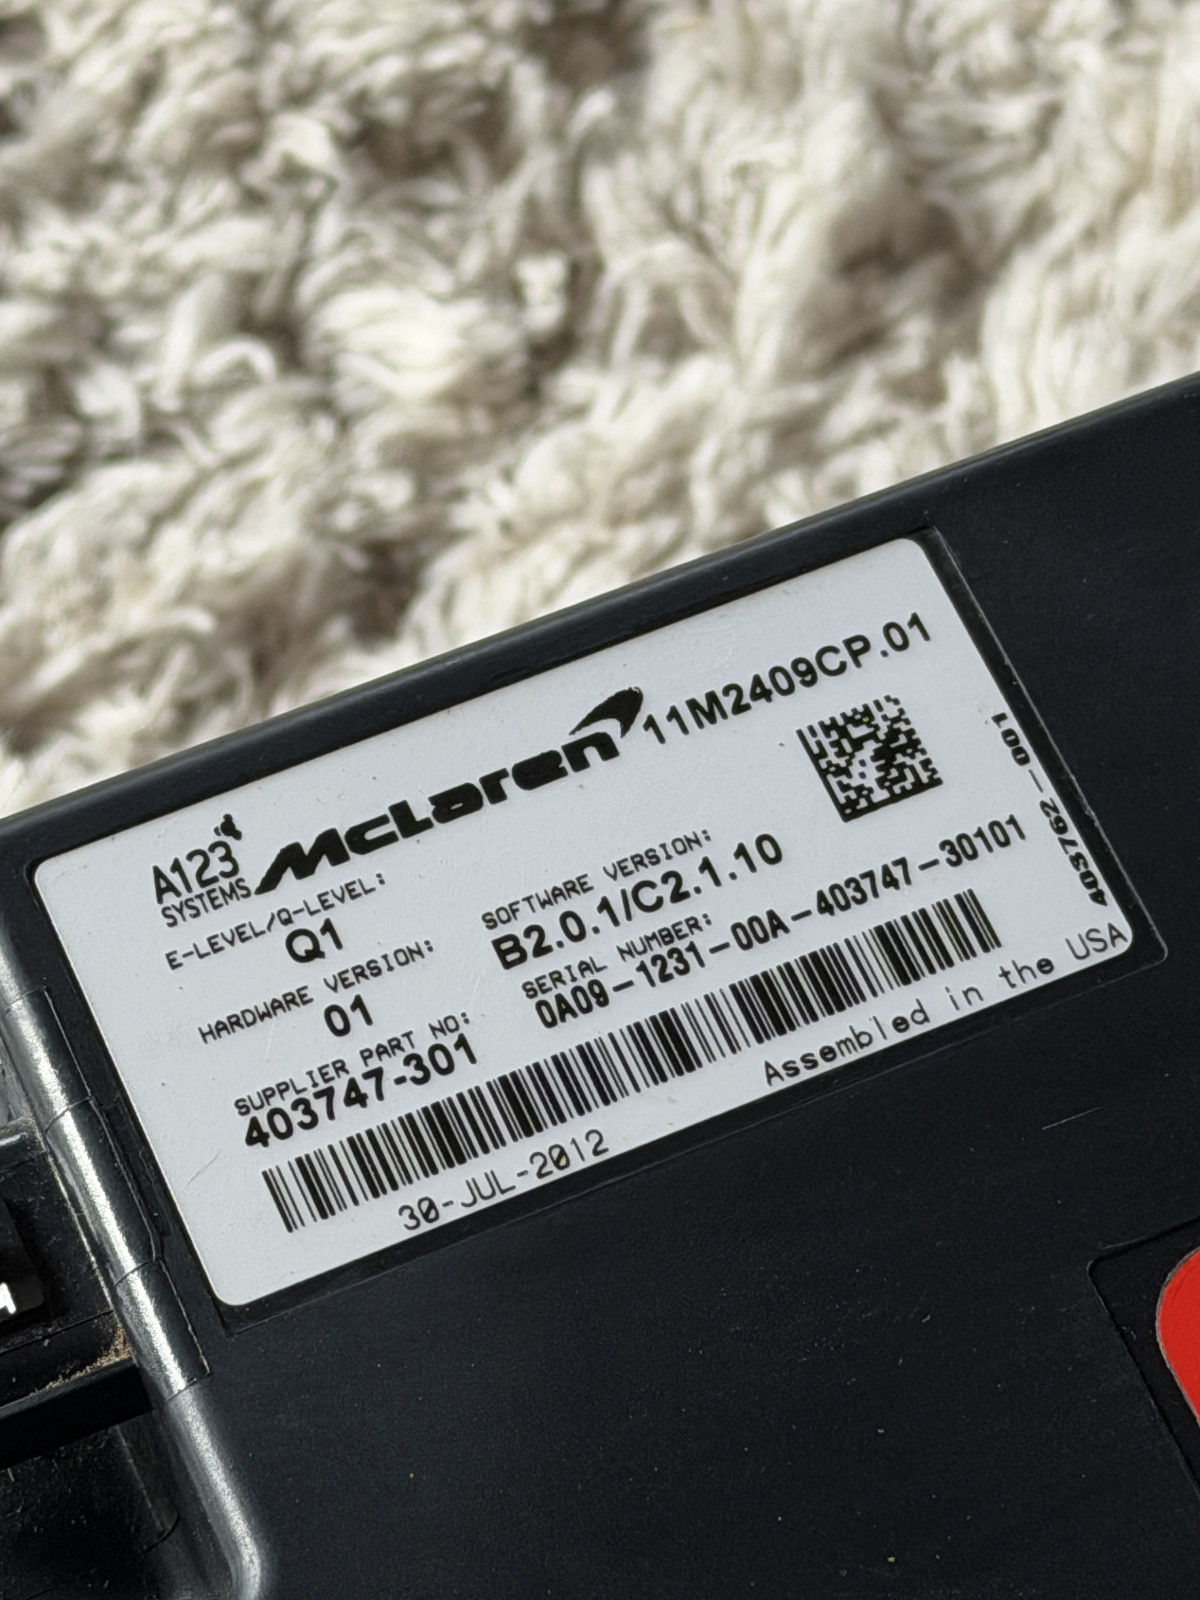 A123 SYSTEMS
McLaren 11M2409CP.01
E-LEVEL/Q-LEVEL:
Q1
HARDWARE VERSION:
01
SUPPLIER PART NO:
403747-301
SOFTWARE VERSION:
B2.0.1/C2.1.10
SERIAL NUMBER:
0A09-1231-00A-403747-30101
30-JUL-2012
Assembled in the USA
403762-001